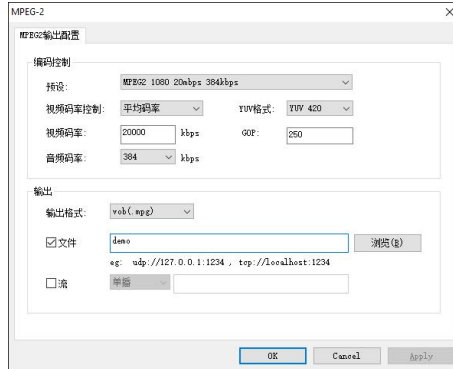 MPEG-2
MPEG2输出配置
编码控制
预设: MPEG2 1080 20mbps 384kbps
视频码率控制: 平均码率 YUV格式: YUV 420
视频码率: 20000 kbps GOP: 250
音频码率: 384 kbps
输出
输出格式: vob(.mpg)
文件 demo 浏览(B)
eg: udp://127.0.0.1:1234 , tcp://localhost:1234
流 单播
OK Cancel Apply